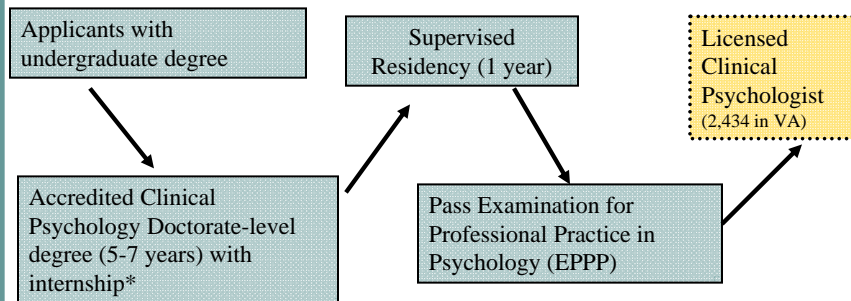 Applicants with
undergraduate degree
Accredited Clinical
Psychology Doctorate-level
degree (5-7 years) with
internship*
Supervised
Residency (1 year)
Pass Examination for
Professional Practice in
Psychology (EPPP)
Licensed
Clinical
Psychologist
(2,434 in VA)